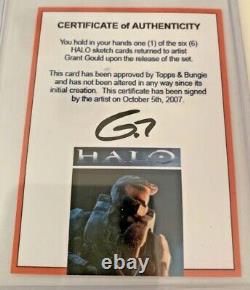 CERTIFICATE of AUTHENTICITY
You hold in your hands one (1) of the six (6)
HALO sketch cards returned to artist
Grant Gould upon the release of the set.
This card has been approved by Topps & Bungie
and has not been altered in any way since its
initial creation. This certificate has been signed
by the artist on October 5th, 2007.
G.7
HALO
hha.cc